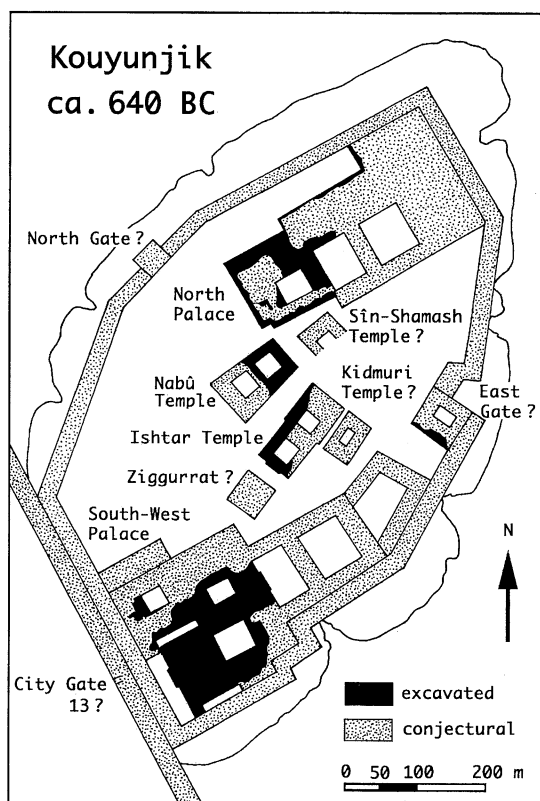 Kouyunjik
ca. 640 BC
North Gate ?
North
Palace
Sîn-Shamash
Temple ?
Nabû
Temple
Kidmuri
Temple ?
East
Gate ?
Ishtar Temple
Ziggurrat ?
South-West
Palace
N
City Gate
13 ?
excavated
conjectural
0 50 100 200 m